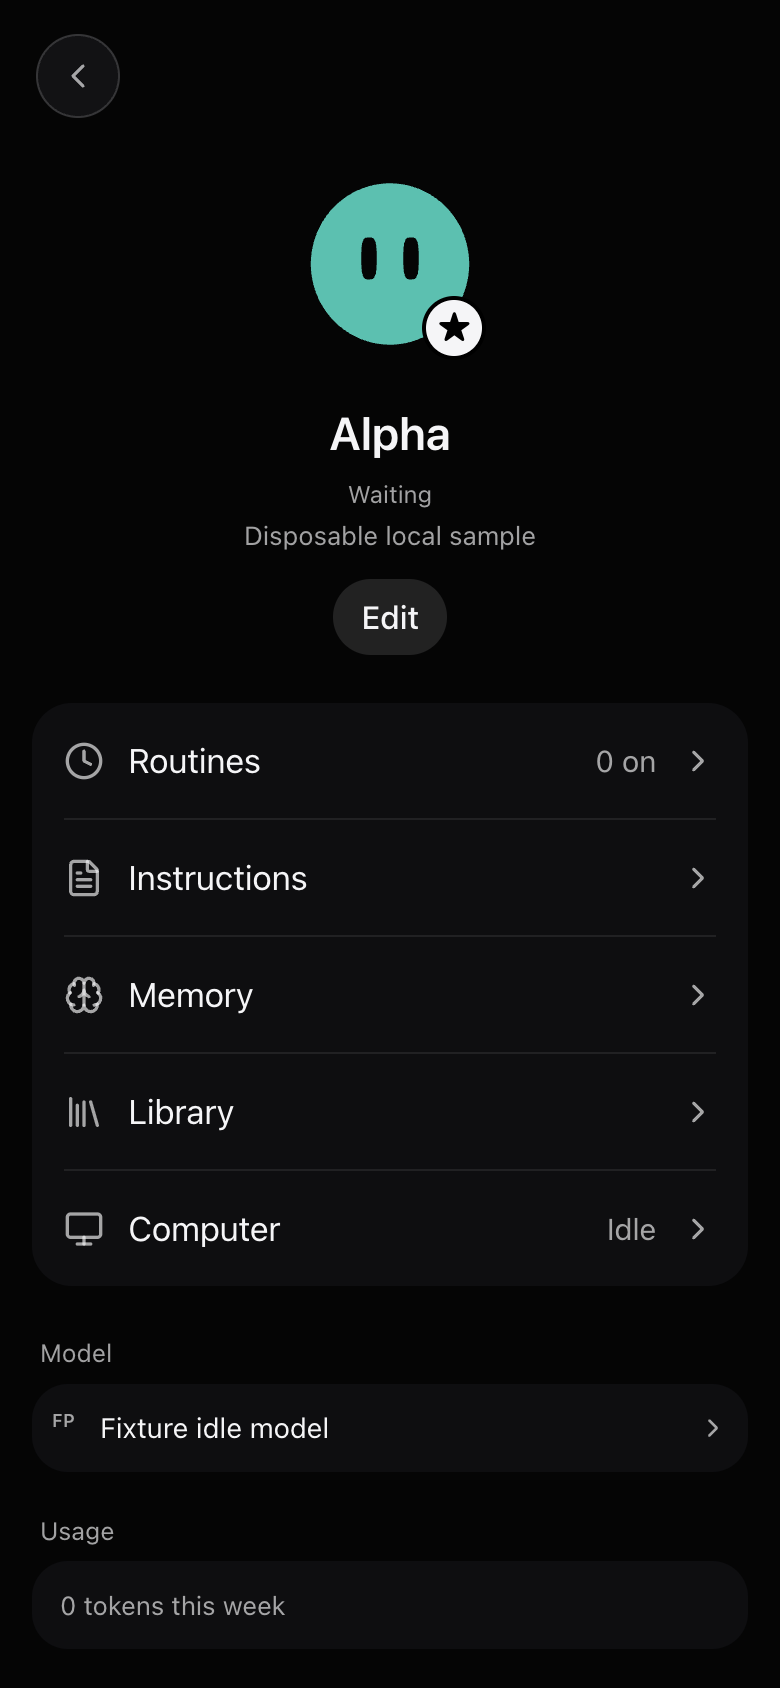 Alpha
Waiting
Disposable local sample
Edit
Routines 0 on
Instructions
Memory
Library
Computer Idle
Model
FP Fixture idle model
Usage
0 tokens this week